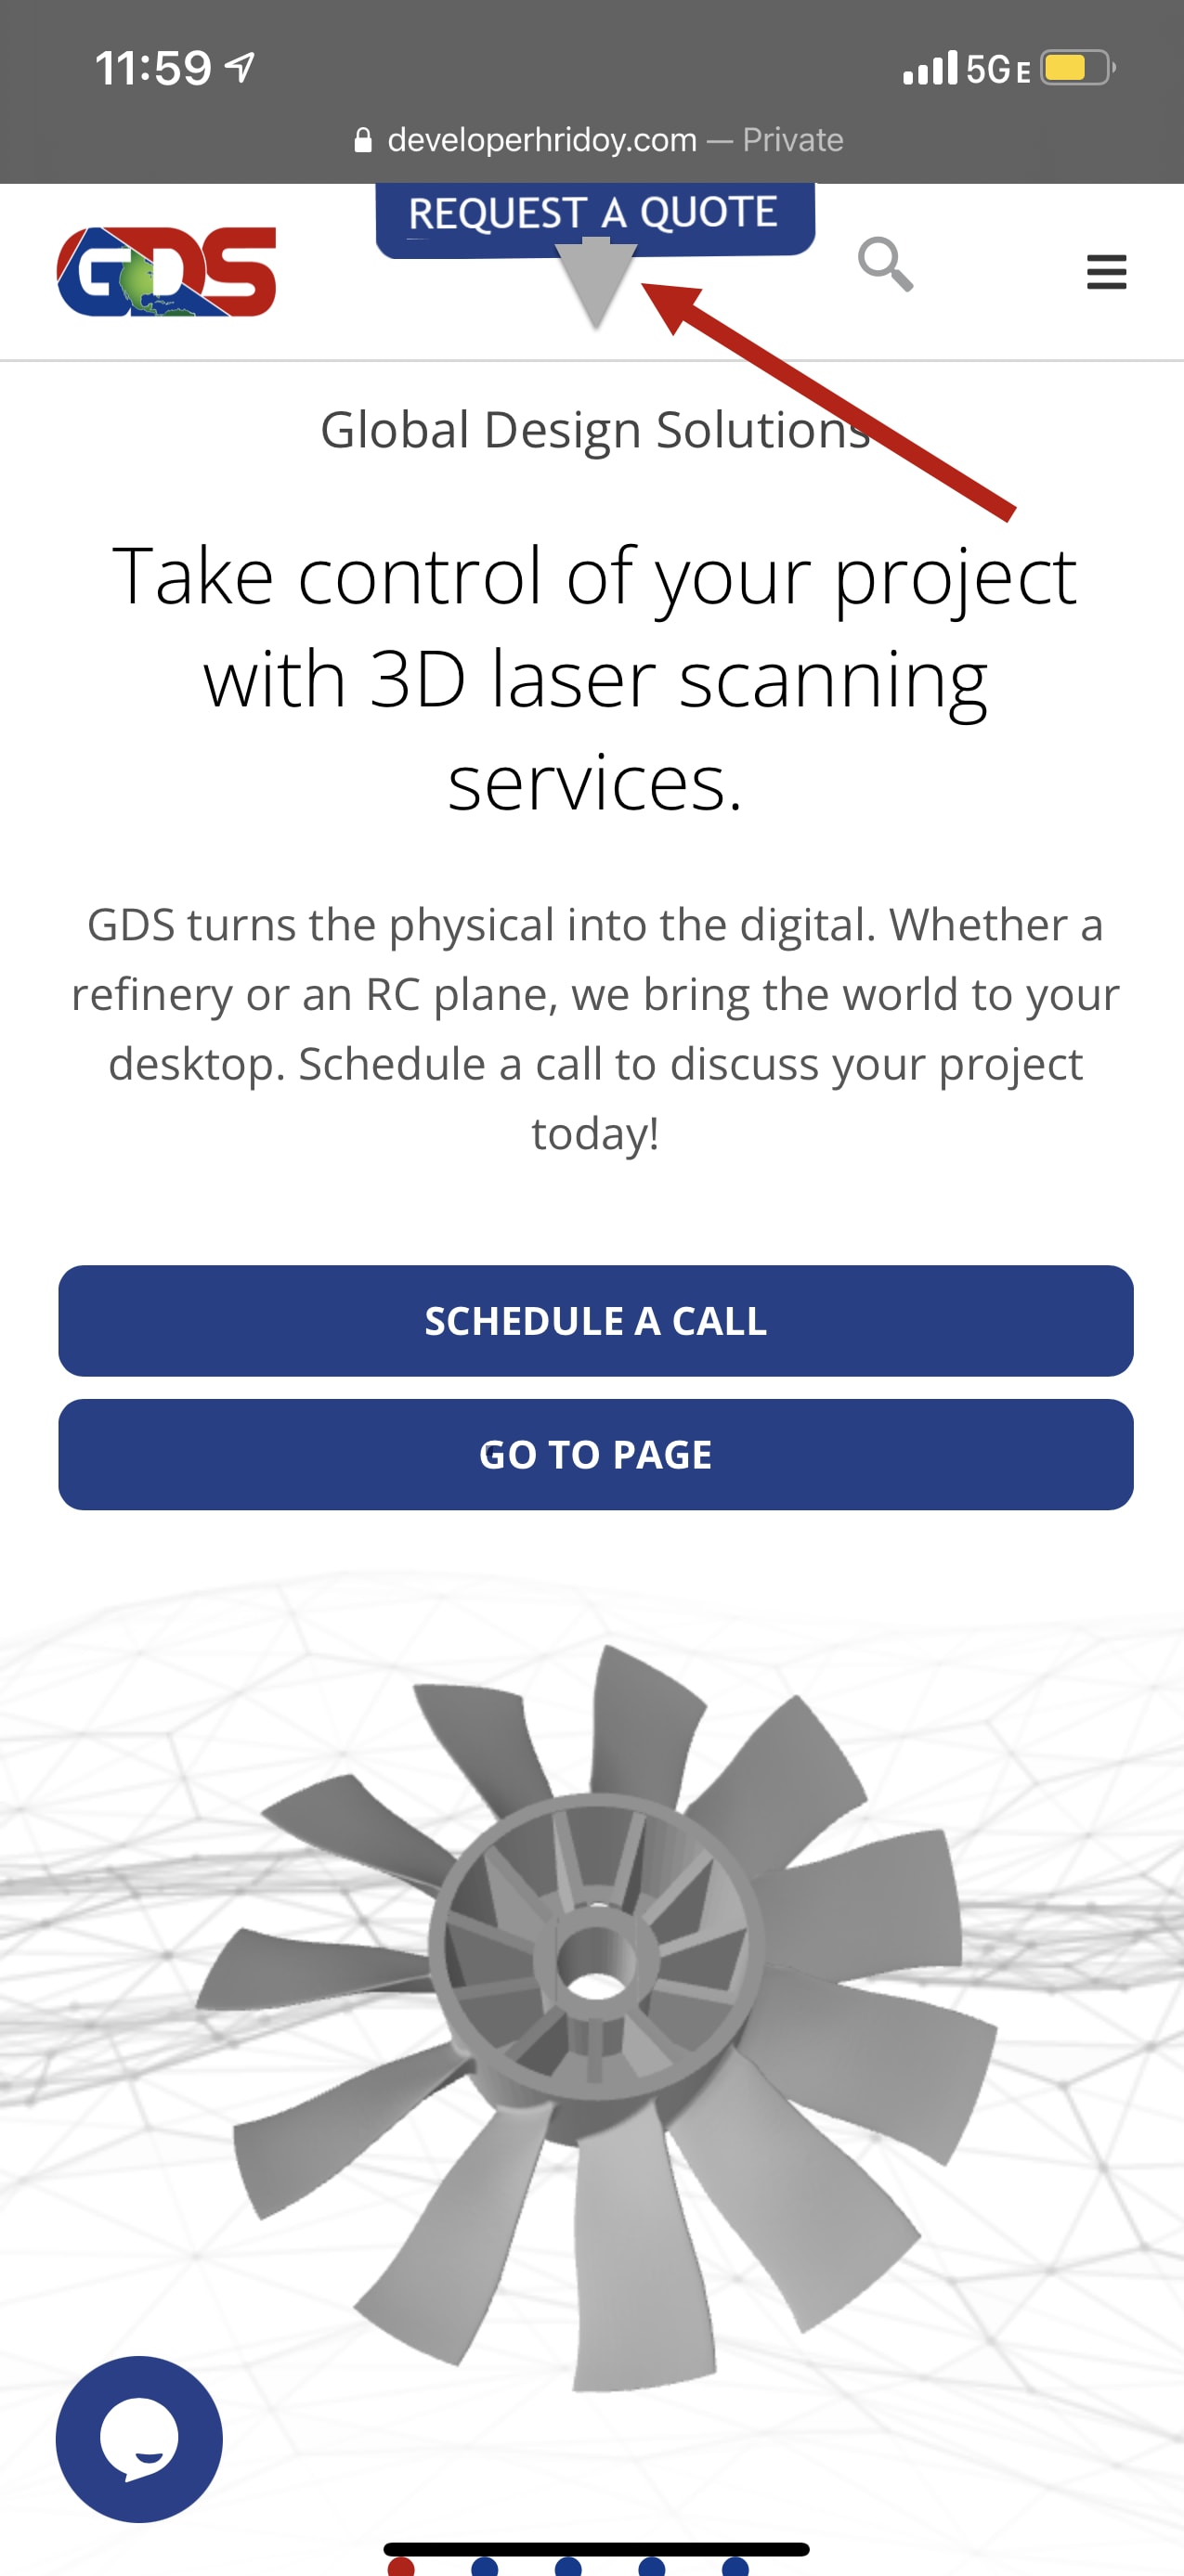 11:59
5GE
developerhridoy.com — Private
REQUEST A QUOTE
GDS
Global Design Solutions
Take control of your project
with 3D laser scanning
services.
GDS turns the physical into the digital. Whether a
refinery or an RC plane, we bring the world to your
desktop. Schedule a call to discuss your project
today!
SCHEDULE A CALL
GO TO PAGE